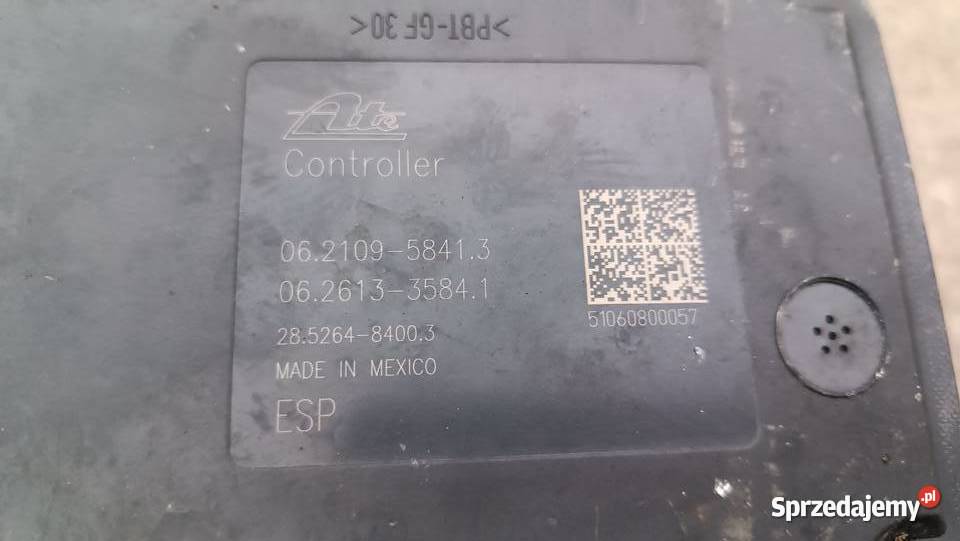 >PBT-GF 30<
Ate
Controller
06.2109-5841.3
06.2613-3584.1
28.5264-8400.3
MADE IN MEXICO
ESP
51060800057
Sprzedajemy.pl